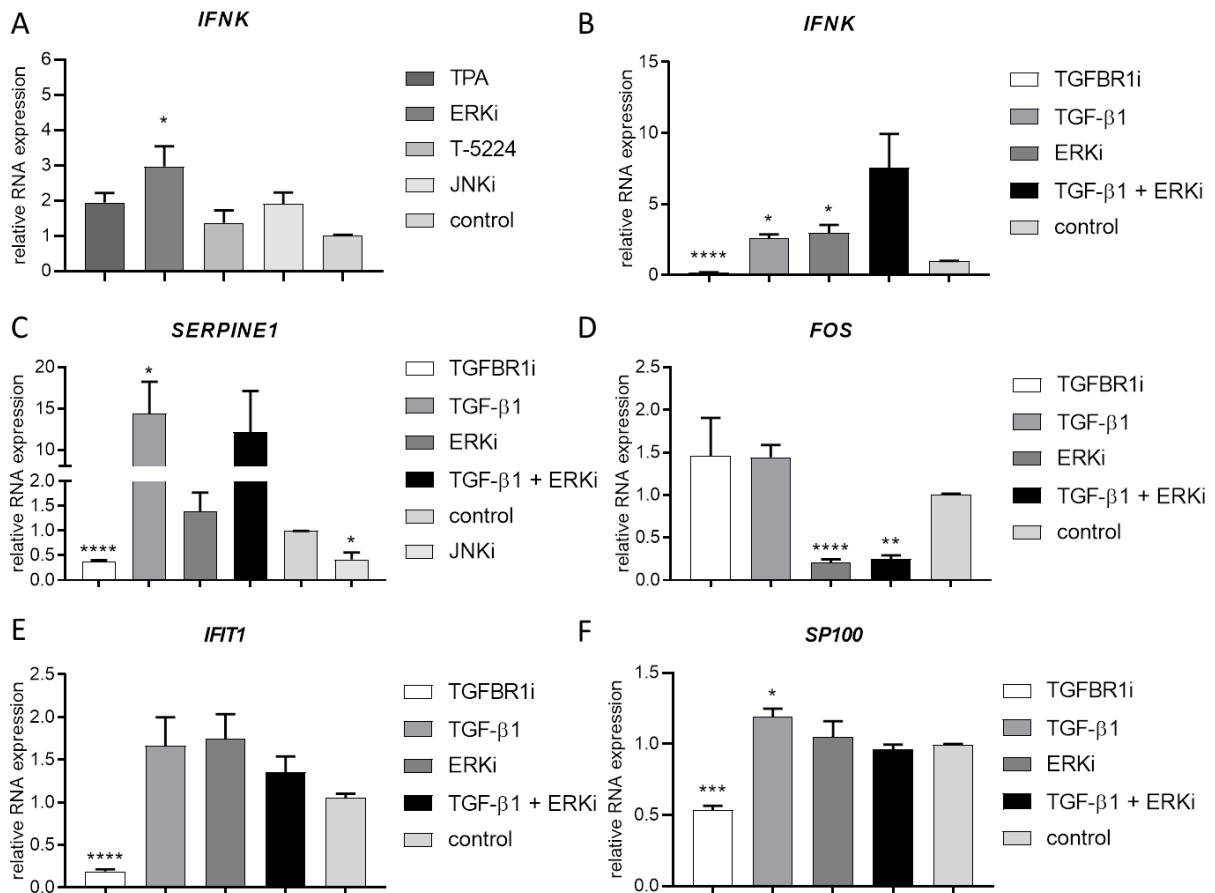 A
IFNK
relative RNA expression
6
5
4
3
2
1
0
*
TPA
ERKi
T-5224
JNKi
control
B
IFNK
relative RNA expression
15
10
5
0
****
*
*
TGFBR1i
TGF-β1
ERKi
TGF-β1 + ERKi
control
C
SERPINE1
relative RNA expression
20
15
10
2.0
1.5
1.0
0.5
0.0
****
*
*
TGFBR1i
TGF-β1
ERKi
TGF-β1 + ERKi
control
JNKi
D
FOS
relative RNA expression
2.5
2.0
1.5
1.0
0.5
0.0
****
**
TGFBR1i
TGF-β1
ERKi
TGF-β1 + ERKi
control
E
IFIT1
relative RNA expression
2.5
2.0
1.5
1.0
0.5
0.0
****
TGFBR1i
TGF-β1
ERKi
TGF-β1 + ERKi
control
F
SP100
relative RNA expression
1.5
1.0
0.5
0.0
***
*
TGFBR1i
TGF-β1
ERKi
TGF-β1 + ERKi
control